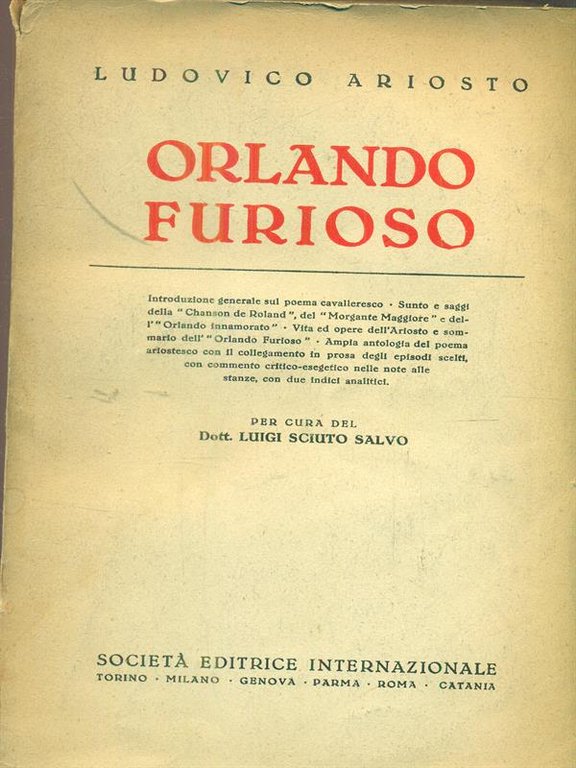 LUDOVICO ARIOSTO
ORLANDO
FURIOSO
Introduzione generale sul poema cavalleresco · Sunto e saggi
della "Chanson de Roland", del "Morgante Maggiore" e del-
l'"Orlando innamorato" · Vita ed opere dell'Ariosto e som-
mario dell'"Orlando Furioso" · Ampia antologia del poema
ariostesco con il collegamento in prosa degli episodi scelti,
con commento critico-esegetico nelle note alle
stanze, con due indici analitici.
PER CURA DEL
Dott. LUIGI SCIUTO SALVO
SOCIETÀ EDITRICE INTERNAZIONALE
TORINO · MILANO · GENOVA · PARMA · ROMA · CATANIA